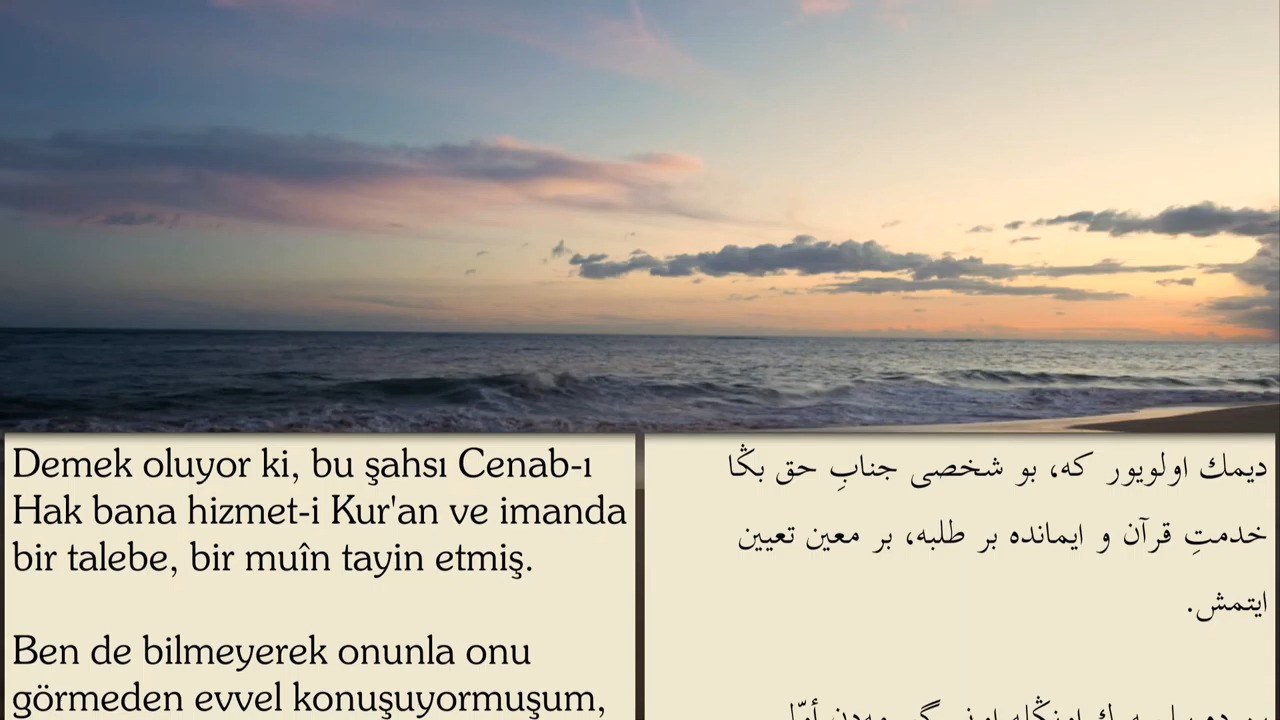 Demek oluyor ki, bu şahsı Cenab-ı
Hak bana hizmet-i Kur'an ve imanda
bir talebe, bir muîn tayin etmiş.
Ben de bilmeyerek onunla onu
görmeden evvel konuşuyormuşum,
ديمك اولويور كه، بو شخصى جنابِ حق بڭا
خدمتِ قرآن و ايمانده بر طلبه، بر معين تعيين
ايتمش.